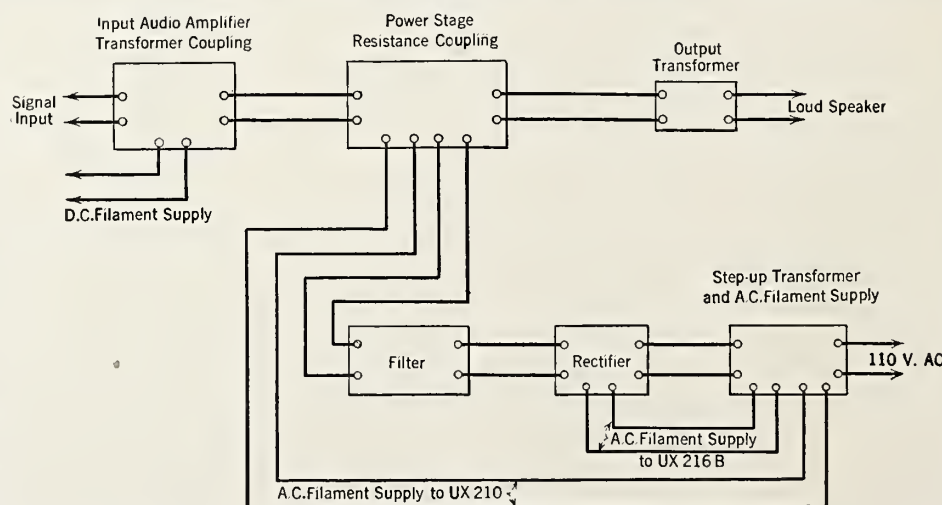 Input Audio Amplifier
Transformer Coupling
Power Stage
Resistance Coupling
Output
Transformer
Signal
Input
Loud Speaker
D.C.Filament Supply
Step-up Transformer
and A.C.Filament Supply
Filter
Rectifier
110 V. AC
A.C.Filament Supply
to UX 216 B
A.C.Filament Supply to UX 210